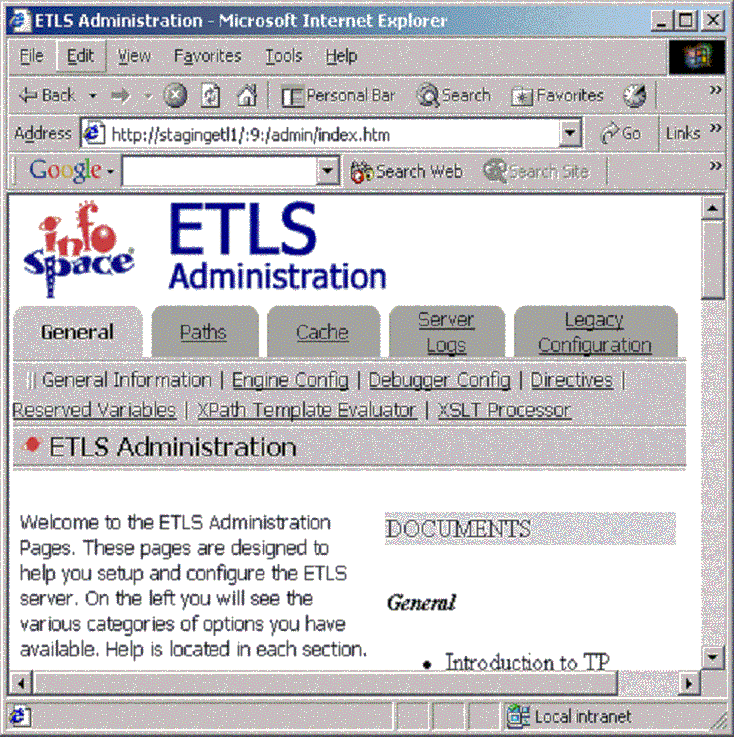 ETLS Administration - Microsoft Internet Explorer
File Edit View Favorites Tools Help
Back Personal Bar Search Favorites »
Address http://stagingetl1/:9:/admin/index.htm Go Links »
Google Search Web Search Site »
info
space
ETLS
Administration
General Paths Cache Server Logs Legacy Configuration
General Information | Engine Config | Debugger Config | Directives |
Reserved Variables | XPath Template Evaluator | XSLT Processor
ETLS Administration
Welcome to the ETLS Administration
Pages. These pages are designed to
help you setup and configure the ETLS
server. On the left you will see the
various categories of options you have
available. Help is located in each section.
DOCUMENTS
General
• Introduction to TP
Local intranet